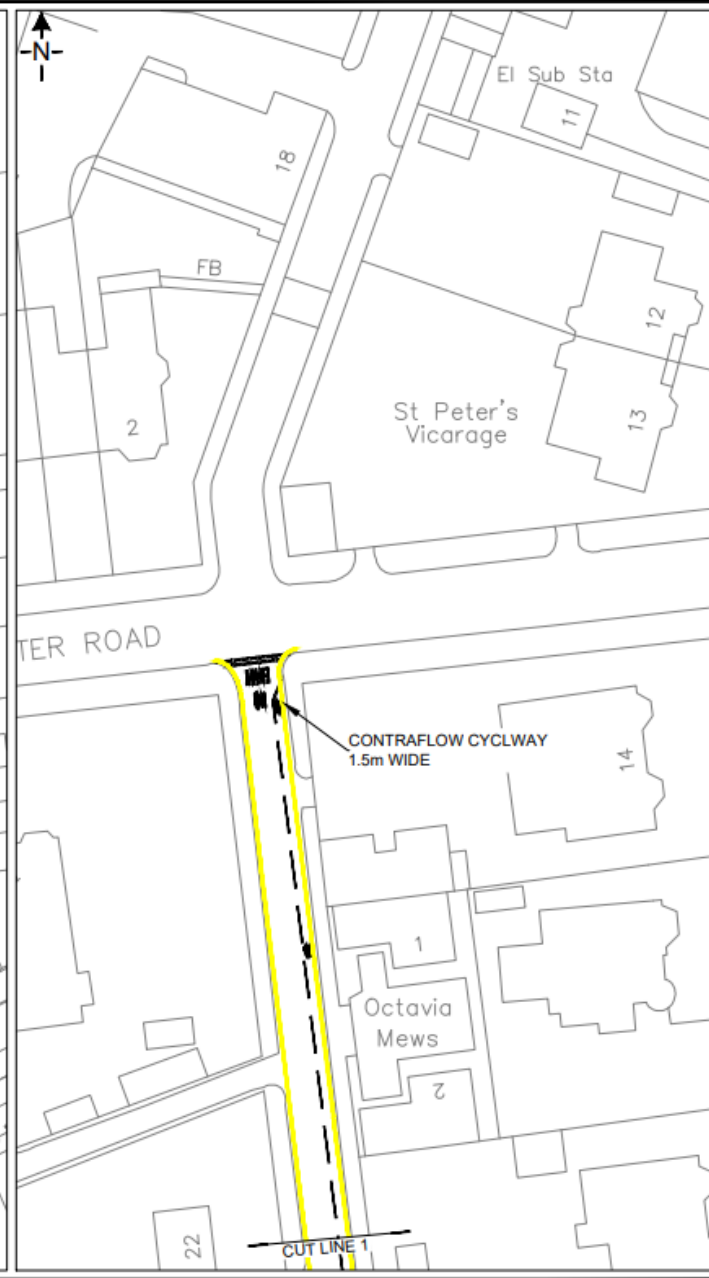 N
El Sub Sta
11
18
FB
12
2
St Peter's
Vicarage
13
TER ROAD
CONTRAFLOW CYCLWAY
1.5m WIDE
14
1
Octavia
Mews
2
22
CUT LINE 1